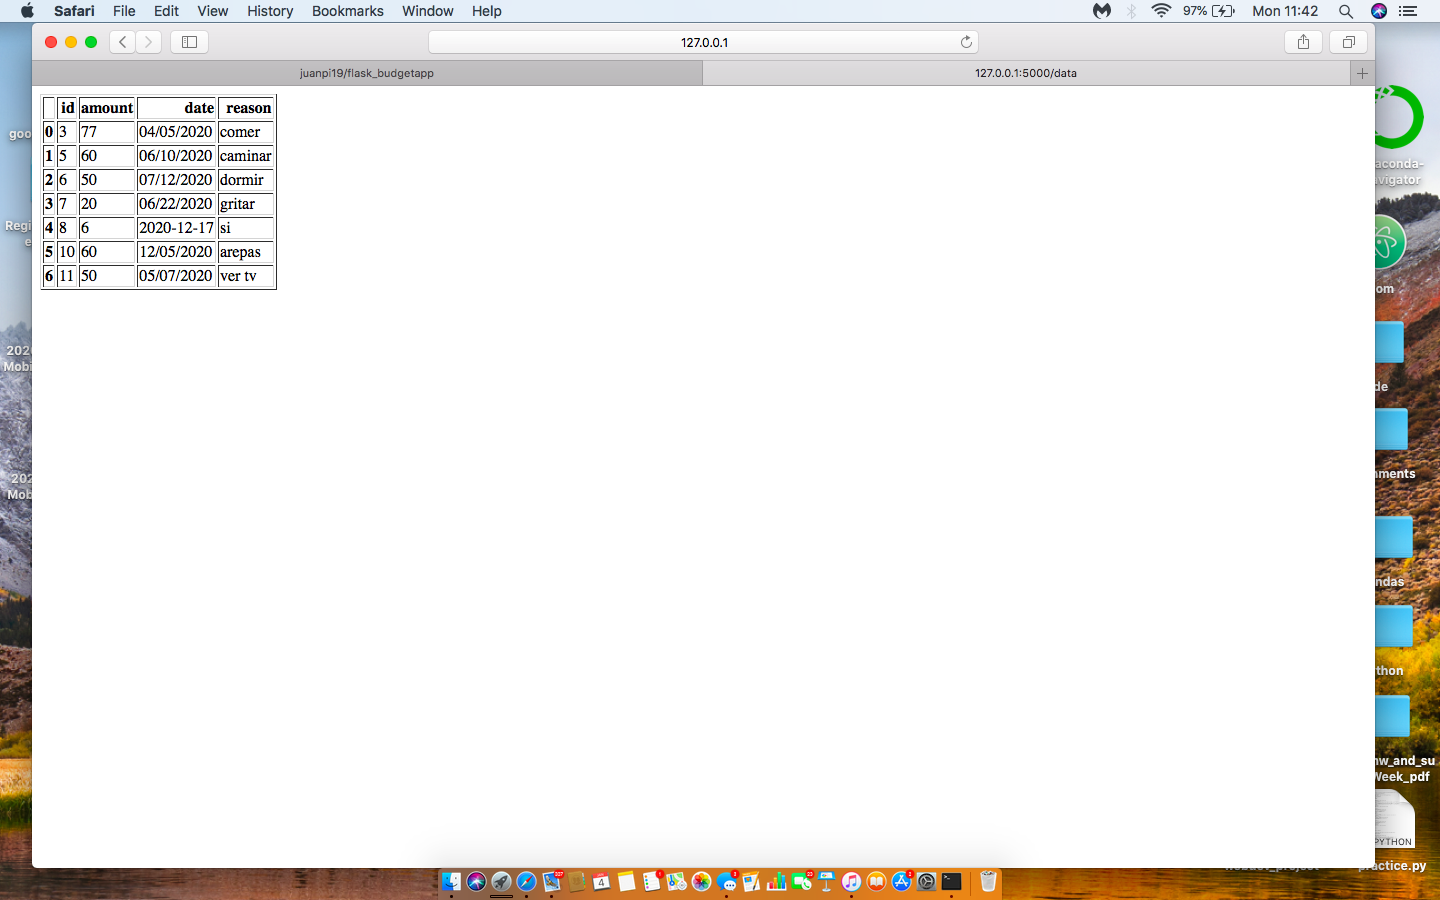 Safari File Edit View History Bookmarks Window Help 97% Mon 11:42
127.0.0.1
juanpi19/flask_budgetapp 127.0.0.1:5000/data
id amount date reason
0 3 77 04/05/2020 comer
1 5 60 06/10/2020 caminar
2 6 50 07/12/2020 dormir
3 7 20 06/22/2020 gritar
4 8 6 2020-12-17 si
5 10 60 12/05/2020 arepas
6 11 50 05/07/2020 ver tv
goo
Regi
e
202
Mobi
202
Mob
aconda-
vigator
om
de
ments
ndas
thon
nw_and_su
Week_pdf
PYTHON
actice.py
4